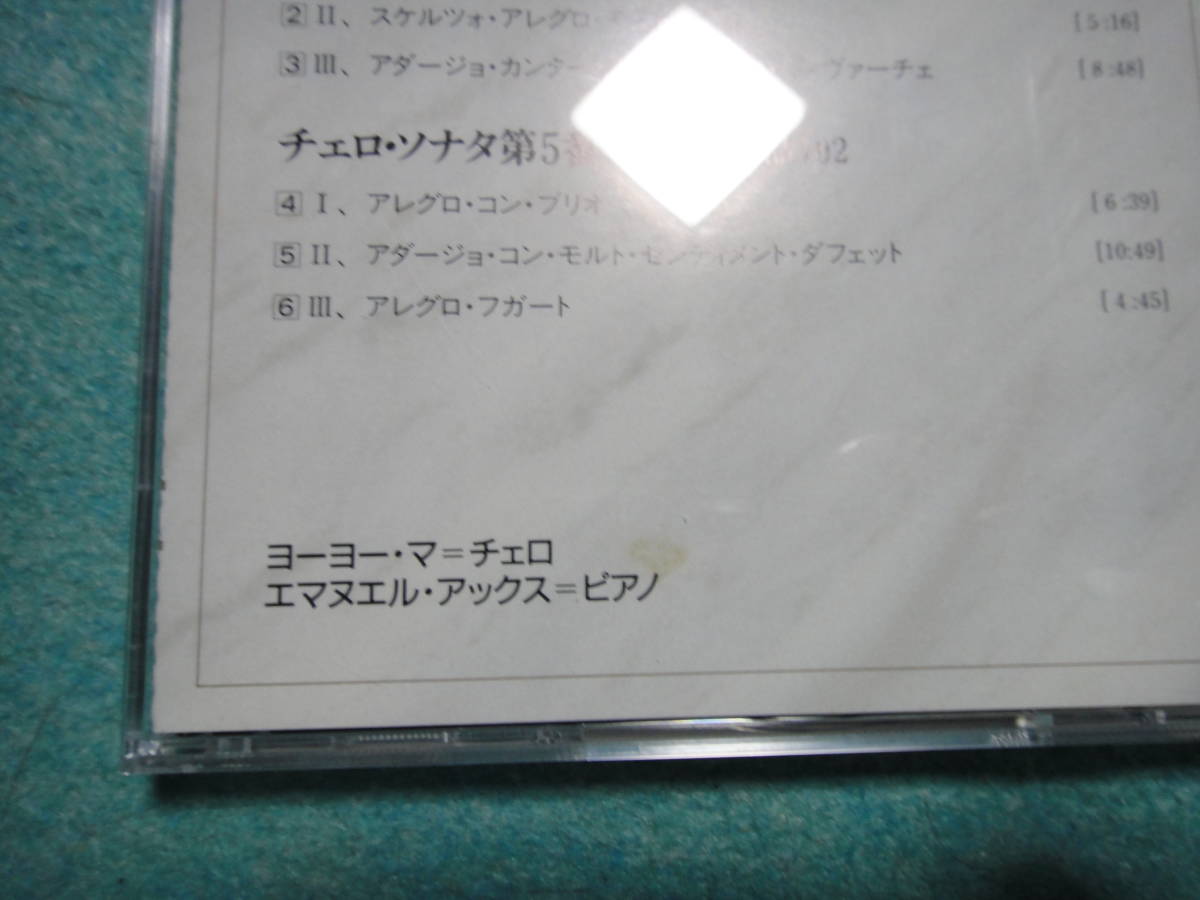 ② II、スケルツォ・アレグロ・ [5:16]
③ III、アダージョ・カンタ ヴァーチェ [8:48]
チェロ・ソナタ第5番 02
④ I、アレグロ・コン・ブリオ [6:39]
⑤ II、アダージョ・コン・モルト・センティメント・ダフェット [10:49]
⑥ III、アレグロ・フガート [4:45]
ヨーヨー・マ＝チェロ
エマヌエル・アックス＝ピアノ